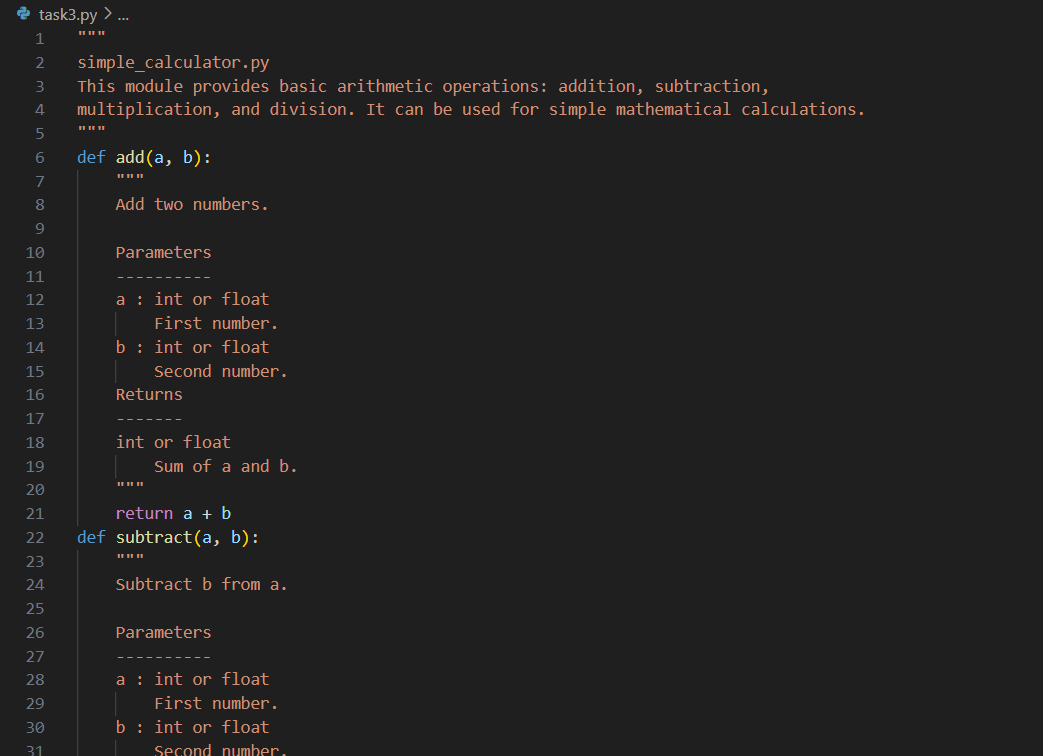 task3.py > ...
1 """
2 simple_calculator.py
3 This module provides basic arithmetic operations: addition, subtraction,
4 multiplication, and division. It can be used for simple mathematical calculations.
5 """
6 def add(a, b):
7     """
8     Add two numbers.
9
10     Parameters
11     ----------
12     a : int or float
13         First number.
14     b : int or float
15         Second number.
16     Returns
17     -------
18     int or float
19         Sum of a and b.
20     """
21     return a + b
22 def subtract(a, b):
23     """
24     Subtract b from a.
25
26     Parameters
27     ----------
28     a : int or float
29         First number.
30     b : int or float
31         Second number.